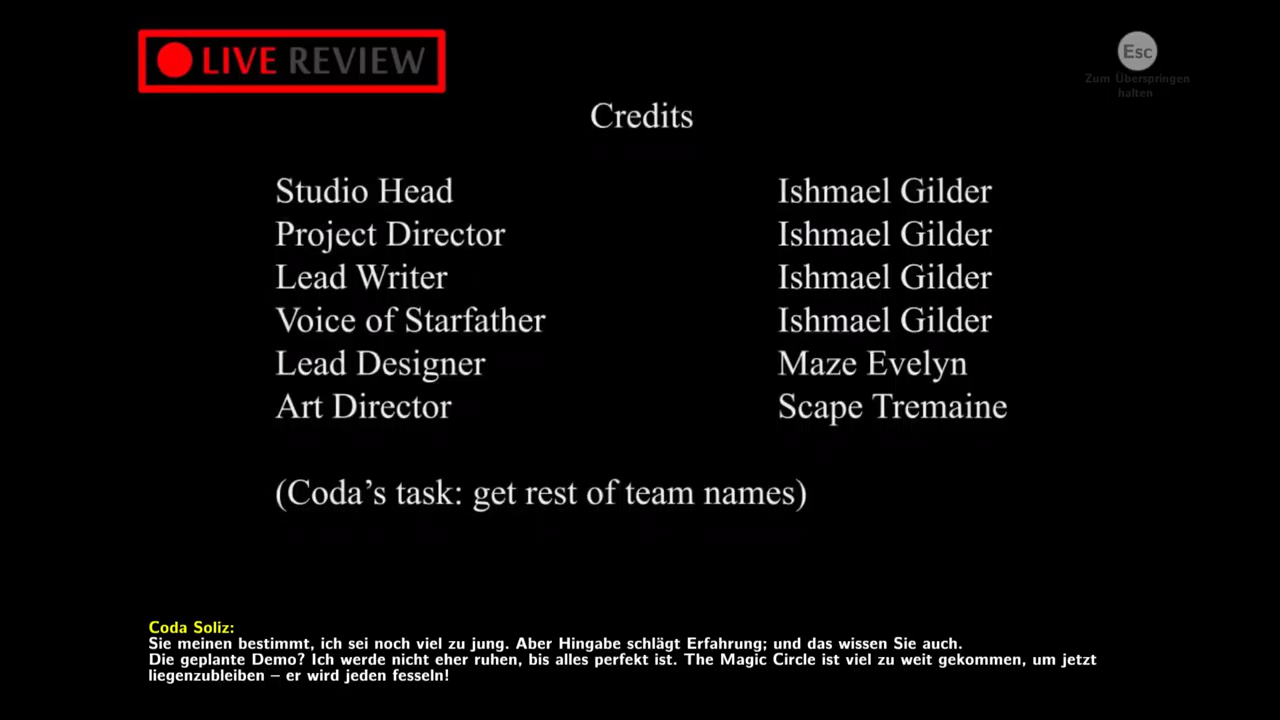 LIVE REVIEW
Esc
Zum Überspringen
halten
Credits
Studio Head Ishmael Gilder
Project Director Ishmael Gilder
Lead Writer Ishmael Gilder
Voice of Starfather Ishmael Gilder
Lead Designer Maze Evelyn
Art Director Scape Tremaine
(Coda’s task: get rest of team names)
Coda Soliz:
Sie meinen bestimmt, ich sei noch viel zu jung. Aber Hingabe schlägt Erfahrung; und das wissen Sie auch.
Die geplante Demo? Ich werde nicht eher ruhen, bis alles perfekt ist. The Magic Circle ist viel zu weit gekommen, um jetzt
liegenzubleiben – er wird jeden fesseln!